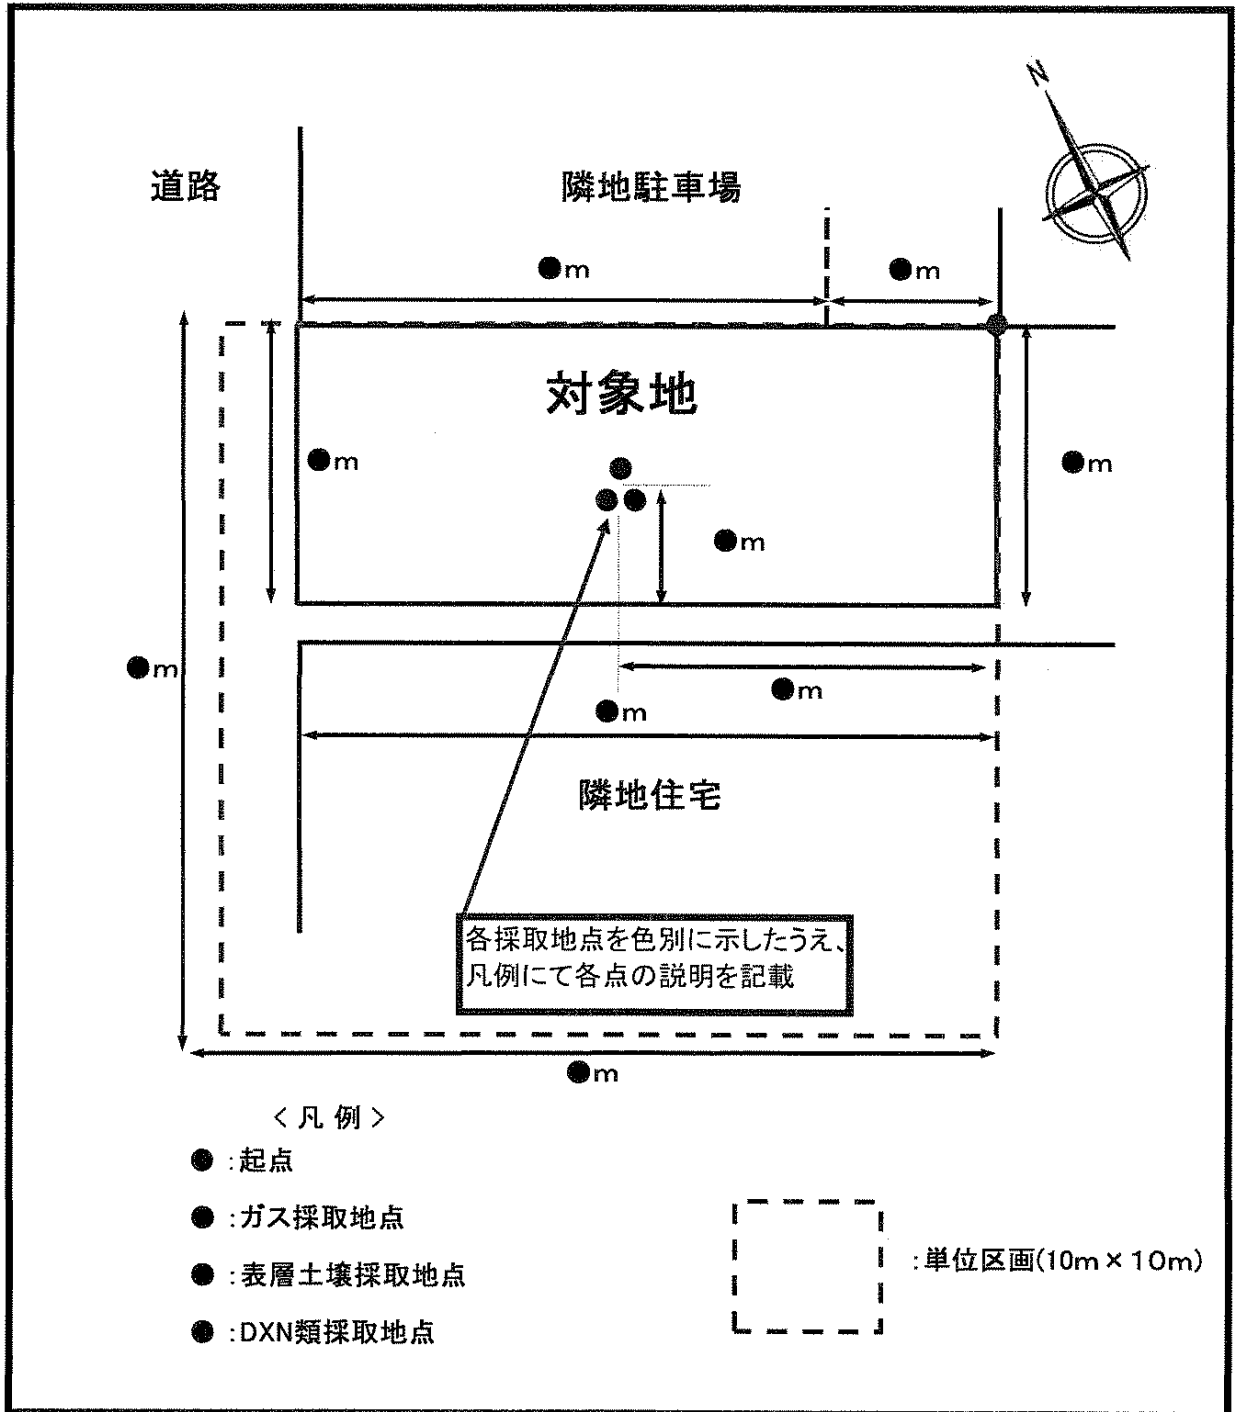 N
道路
隣地駐車場
●m
●m
対象地
●m
●m
●m
●m
●m
●m
隣地住宅
各採取地点を色別に示したうえ、
凡例にて各点の説明を記載
●m
<凡 例>
● :起点
● :ガス採取地点
● :表層土壌採取地点
:単位区画(10m×10m)
● :DXN類採取地点